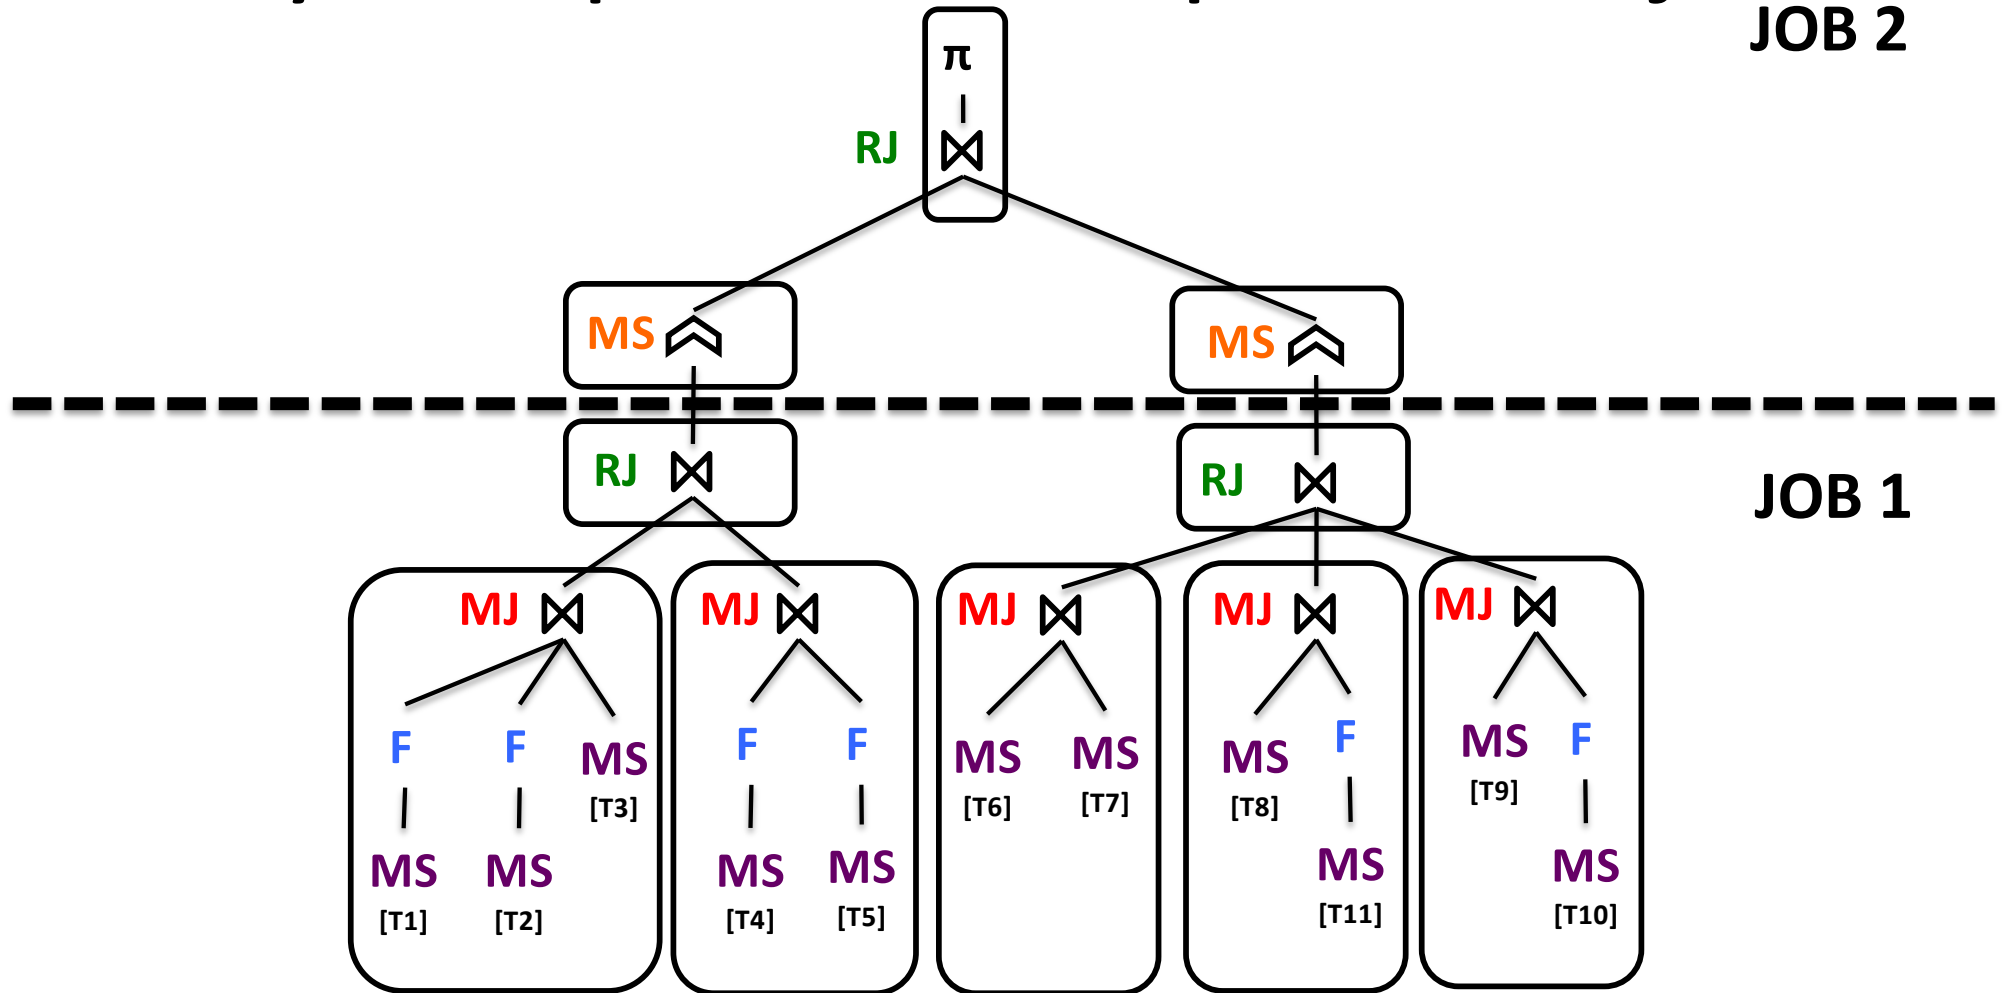 JOB 2
π
RJ
MS
MS
RJ
RJ
JOB 1
MJ
MJ
MJ
MJ
MJ
F
F
MS
[T3]
F
F
MS
[T6]
MS
[T7]
MS
[T8]
F
MS
[T9]
F
MS
[T1]
MS
[T2]
MS
[T4]
MS
[T5]
MS
[T11]
MS
[T10]